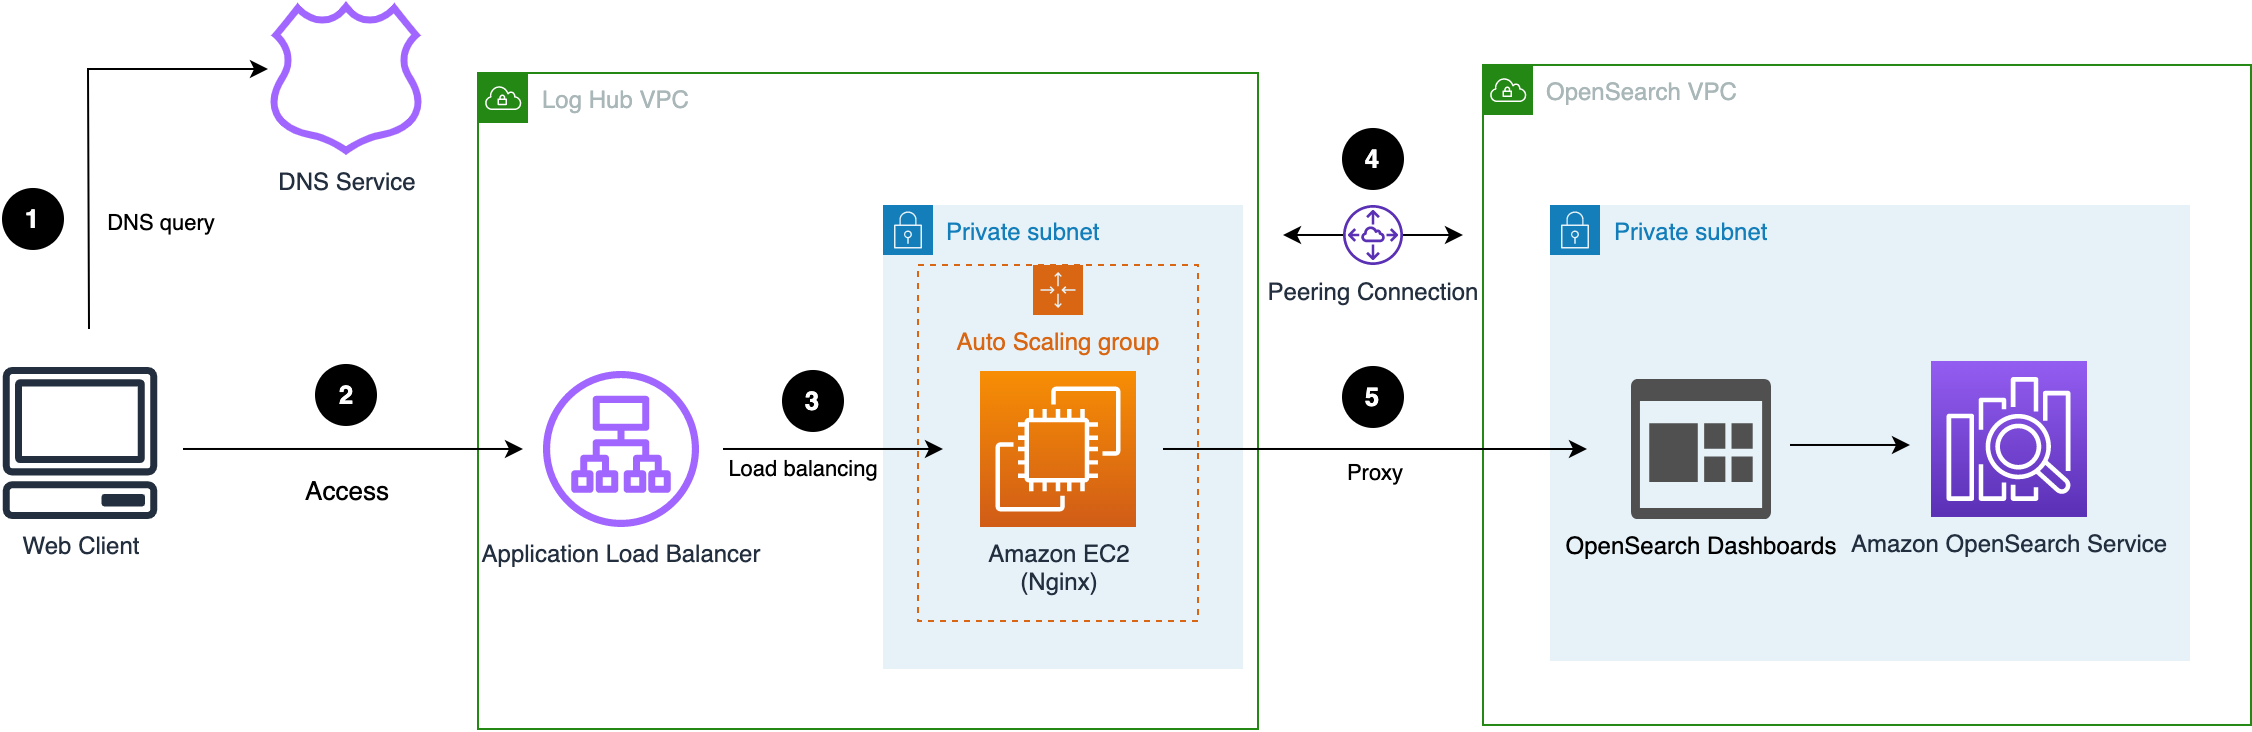 DNS Service
1
DNS query
Web Client
2
Access
Log Hub VPC
Application Load Balancer
3
Load balancing
Private subnet
Auto Scaling group
Amazon EC2
(Nginx)
4
Peering Connection
5
Proxy
OpenSearch VPC
Private subnet
OpenSearch Dashboards
Amazon OpenSearch Service